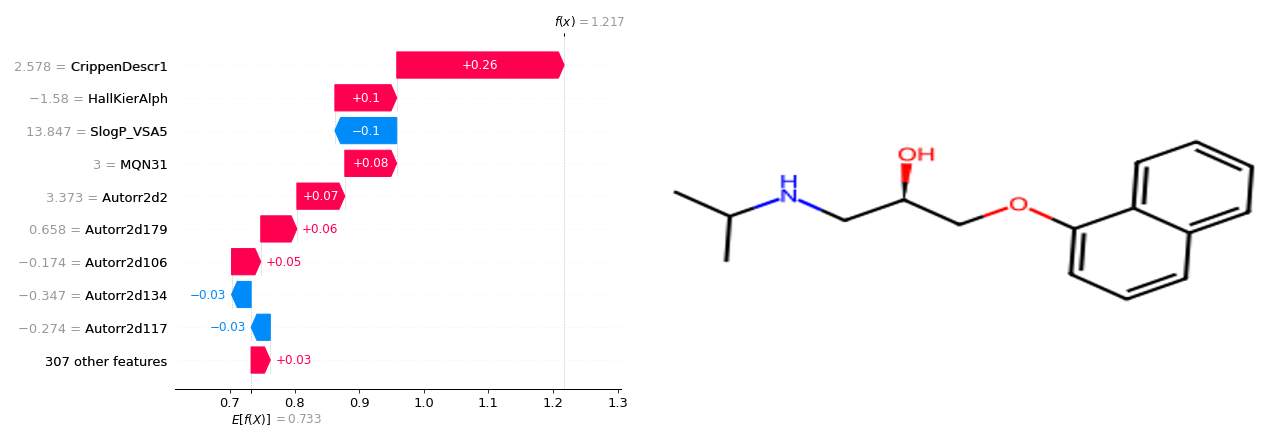 f(x) = 1.217
2.578 = CrippenDescr1
+0.26
−1.58 = HallKierAlph
+0.1
13.847 = SlogP_VSA5
−0.1
3 = MQN31
+0.08
3.373 = Autorr2d2
+0.07
0.658 = Autorr2d179
+0.06
−0.174 = Autorr2d106
+0.05
−0.347 = Autorr2d134
−0.03
−0.274 = Autorr2d117
−0.03
307 other features
+0.03
0.7 0.8 0.9 1.0 1.1 1.2 1.3
E[f(X)] = 0.733
OH
H
N
O